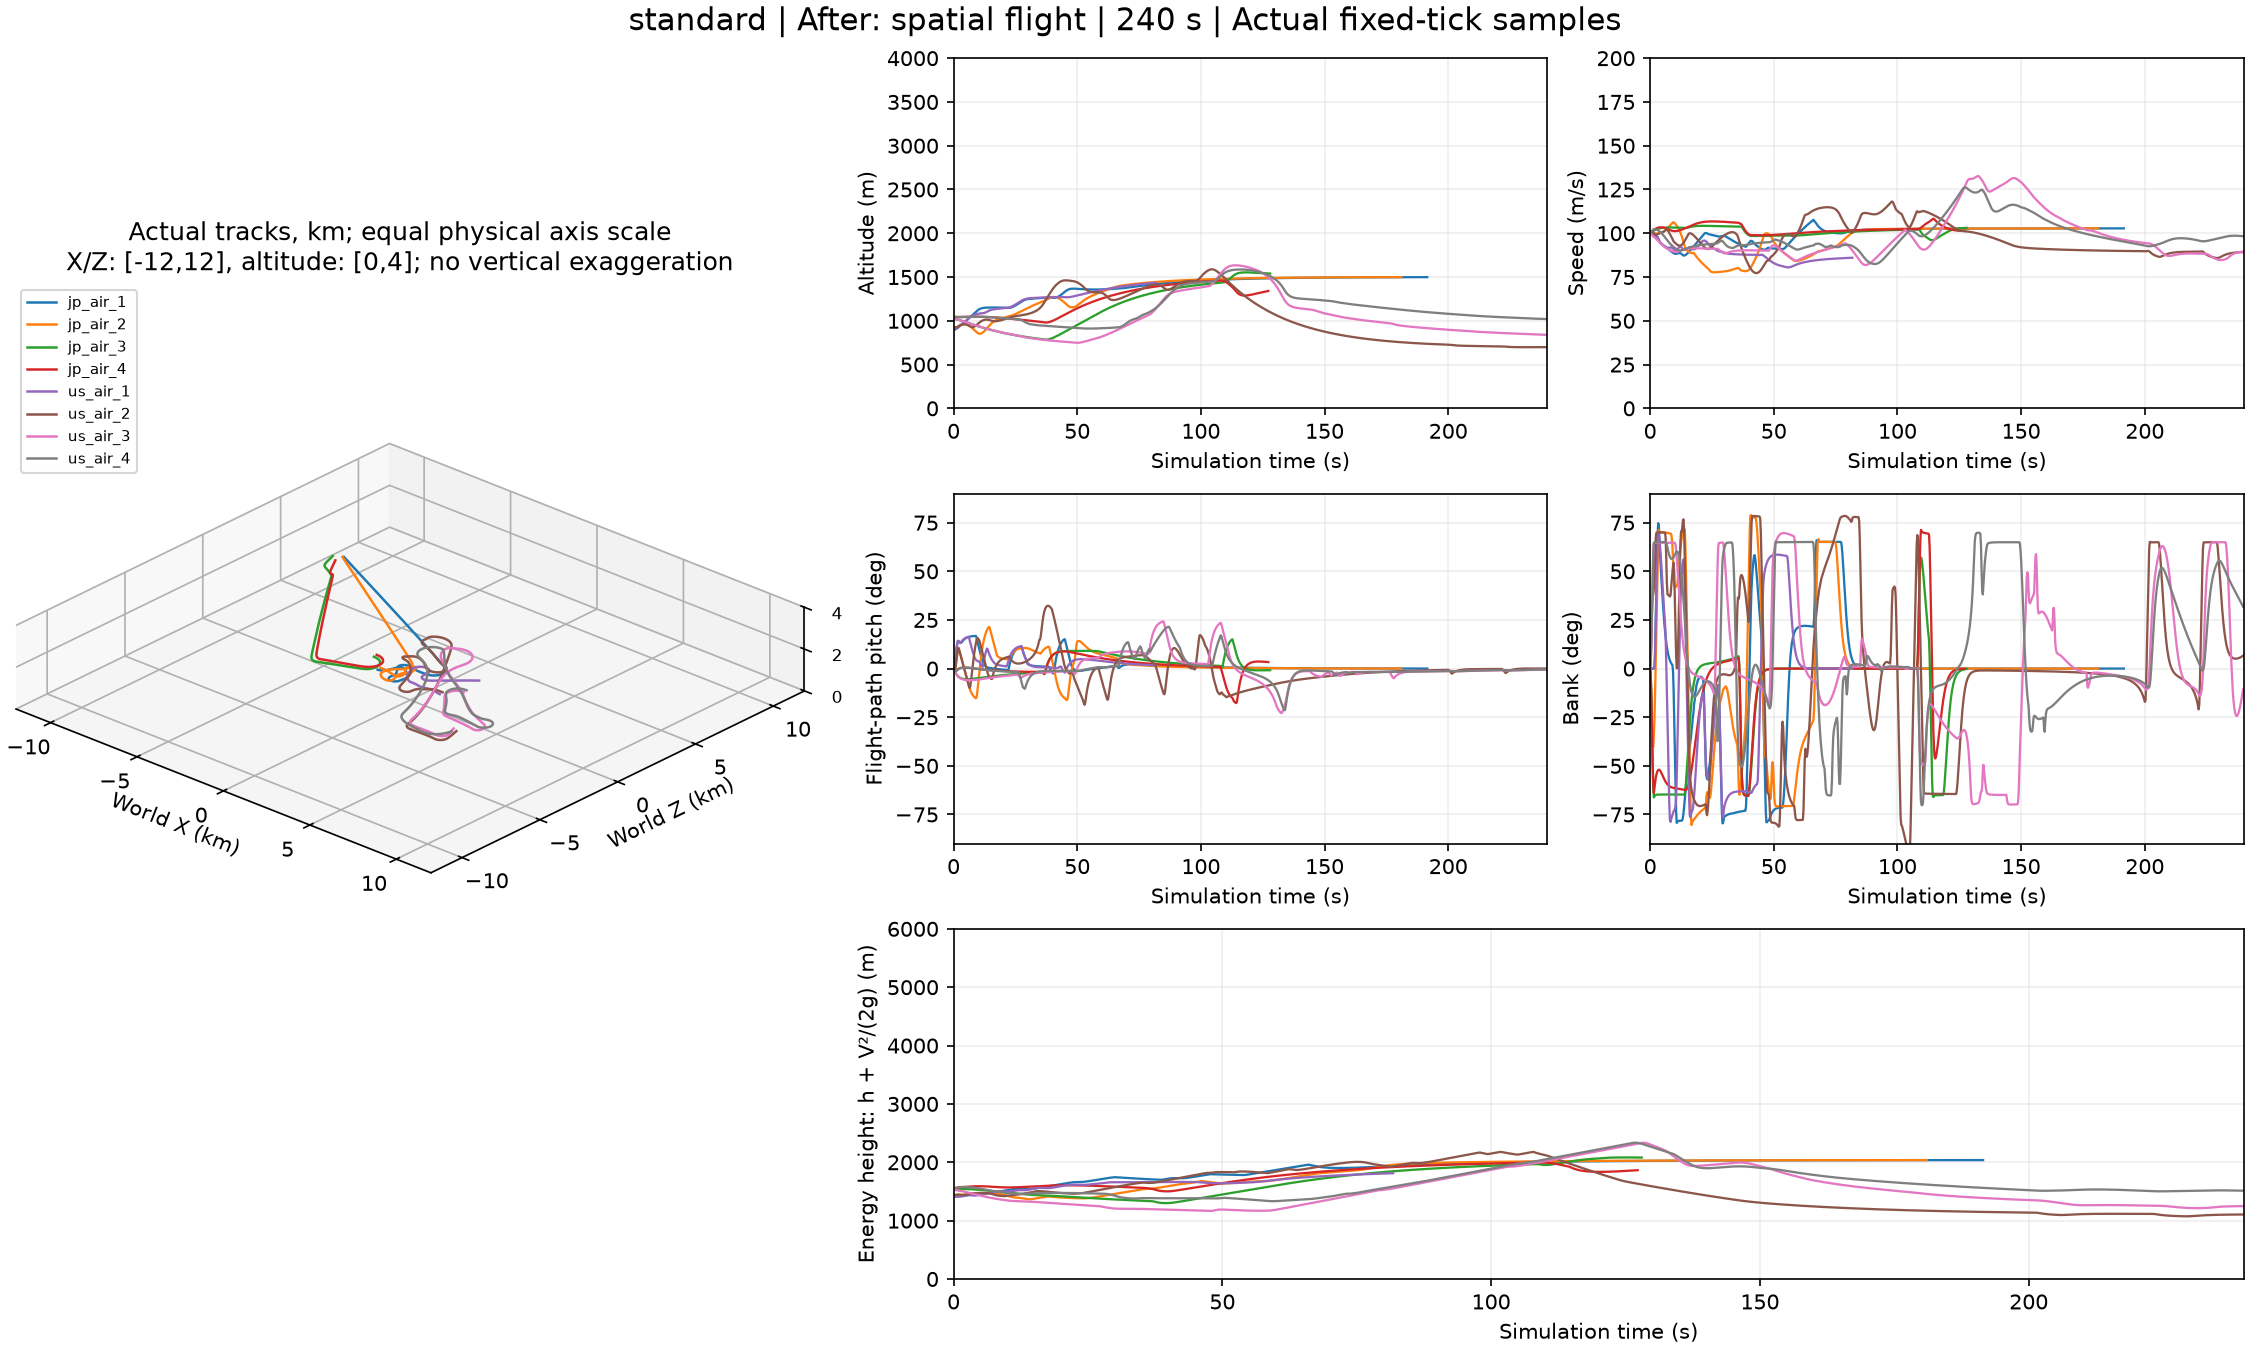 standard | After: spatial flight | 240 s | Actual fixed-tick samples
Actual tracks, km; equal physical axis scale
X/Z: [-12,12], altitude: [0,4]; no vertical exaggeration
jp_air_1
jp_air_2
jp_air_3
jp_air_4
us_air_1
us_air_2
us_air_3
us_air_4
−10
−5
0
5
10
World X (km)
−10
−5
0
5
10
World Z (km)
0
2
4
4000
3500
3000
2500
2000
1500
1000
500
0
Altitude (m)
0 50 100 150 200
Simulation time (s)
200
175
150
125
100
75
50
25
0
Speed (m/s)
0 50 100 150 200
Simulation time (s)
75
50
25
0
−25
−50
−75
Flight-path pitch (deg)
0 50 100 150 200
Simulation time (s)
75
50
25
0
−25
−50
−75
Bank (deg)
0 50 100 150 200
Simulation time (s)
6000
5000
4000
3000
2000
1000
0
Energy height: h + V²/(2g) (m)
0 50 100 150 200
Simulation time (s)